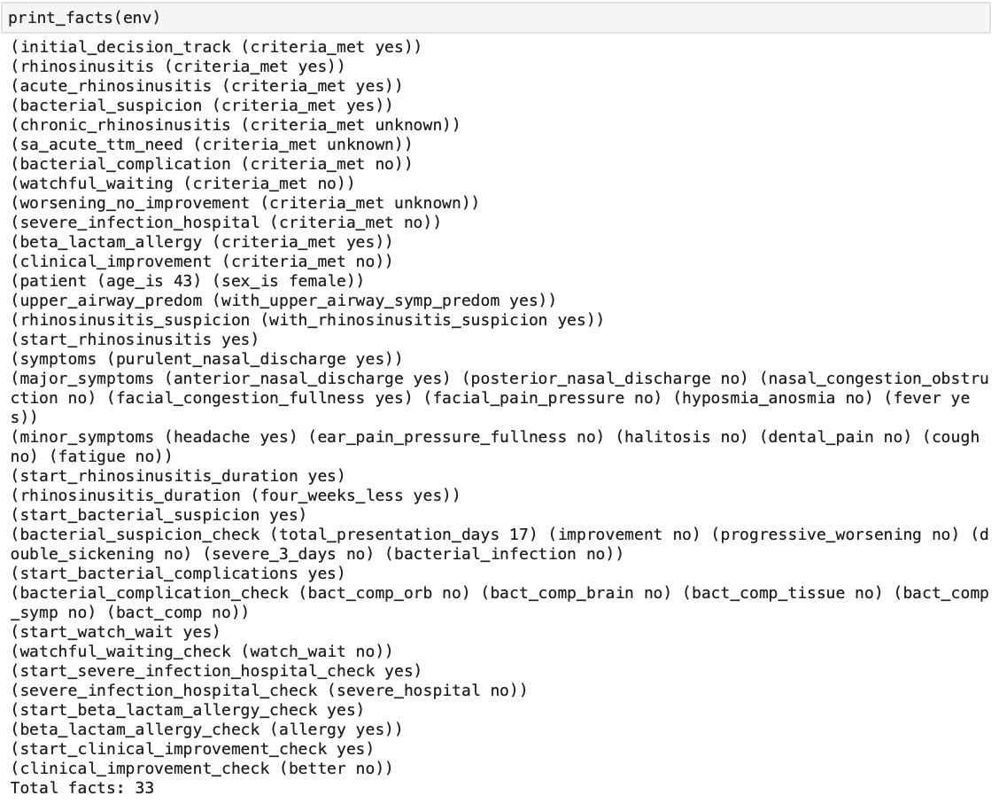 print_facts(env)
(initial_decision_track (criteria_met yes))
(rhinosinusitis (criteria_met yes))
(acute_rhinosinusitis (criteria_met yes))
(bacterial_suspicion (criteria_met yes))
(chronic_rhinosinusitis (criteria_met unknown))
(sa_acute_ttm_need (criteria_met unknown))
(bacterial_complication (criteria_met no))
(watchful_waiting (criteria_met no))
(worsening_no_improvement (criteria_met unknown))
(severe_infection_hospital (criteria_met no))
(beta_lactam_allergy (criteria_met yes))
(clinical_improvement (criteria_met no))
(patient (age_is 43) (sex_is female))
(upper_airway_predom (with_upper_airway_symp_predom yes))
(rhinosinusitis_suspicion (with_rhinosinusitis_suspicion yes))
(start_rhinosinusitis yes)
(symptoms (purulent_nasal_discharge yes))
(major_symptoms (anterior_nasal_discharge yes) (posterior_nasal_discharge no) (nasal_congestion_obstru
ction no) (facial_congestion_fullness yes) (facial_pain_pressure no) (hyposmia_anosmia no) (fever ye
s))
(minor_symptoms (headache yes) (ear_pain_pressure_fullness no) (halitosis no) (dental_pain no) (cough
no) (fatigue no))
(start_rhinosinusitis_duration yes)
(rhinosinusitis_duration (four_weeks_less yes))
(start_bacterial_suspicion yes)
(bacterial_suspicion_check (total_presentation_days 17) (improvement no) (progressive_worsening no) (d
ouble_sickening no) (severe_3_days no) (bacterial_infection no))
(start_bacterial_complications yes)
(bacterial_complication_check (bact_comp_orb no) (bact_comp_brain no) (bact_comp_tissue no) (bact_comp
_symp no) (bact_comp no))
(start_watch_wait yes)
(watchful_waiting_check (watch_wait no))
(start_severe_infection_hospital_check yes)
(severe_infection_hospital_check (severe_hospital no))
(start_beta_lactam_allergy_check yes)
(beta_lactam_allergy_check (allergy yes))
(start_clinical_improvement_check yes)
(clinical_improvement_check (better no))
Total facts: 33